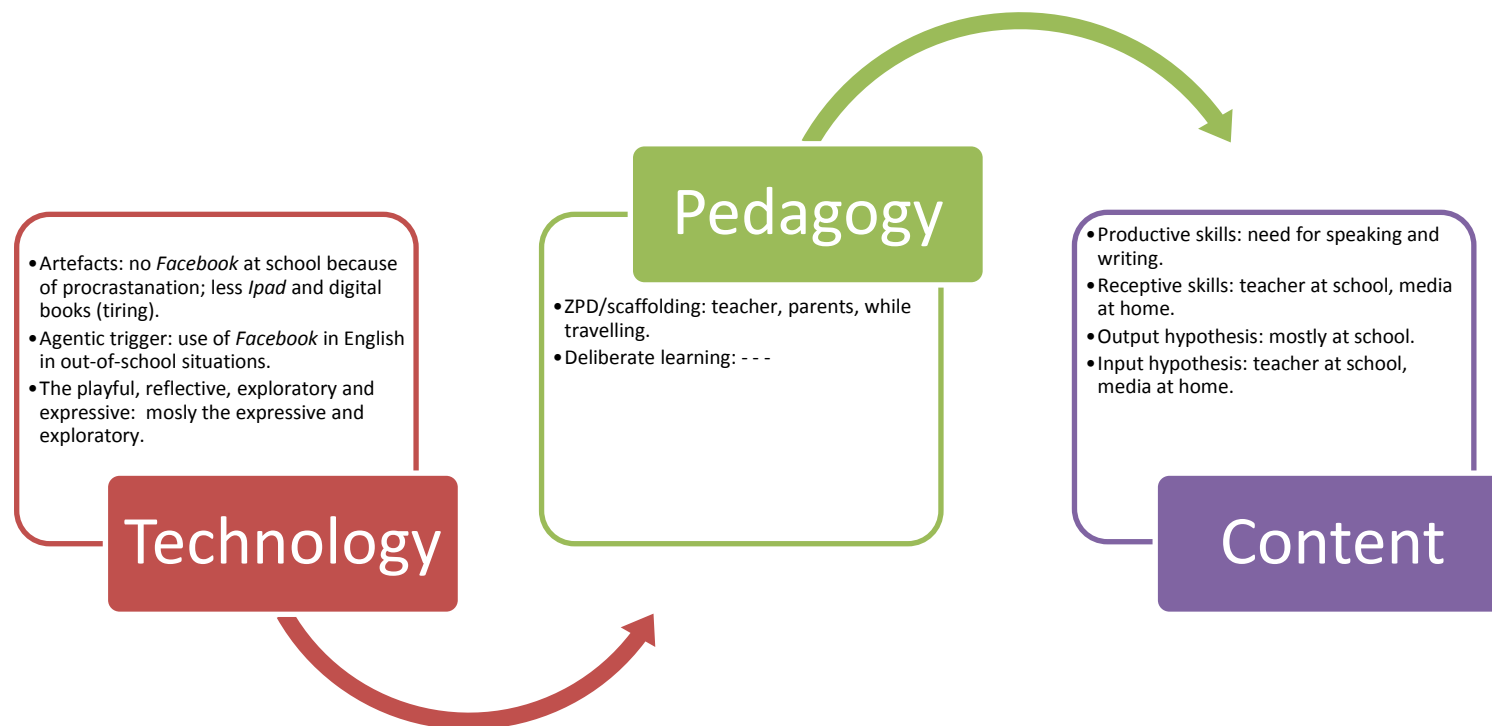 •Artefacts: no Facebook at school because
of procrastanation; less Ipad and digital
books (tiring).
•Agentic trigger: use of Facebook in English
in out-of-school situations.
•The playful, reflective, exploratory and
expressive:  mosly the expressive and
exploratory.
Technology
Pedagogy
•ZPD/scaffolding: teacher, parents, while
travelling.
•Deliberate learning: - - -
•Productive skills: need for speaking and
writing.
•Receptive skills: teacher at school, media
at home.
•Output hypothesis: mostly at school.
•Input hypothesis: teacher at school,
media at home.
Content